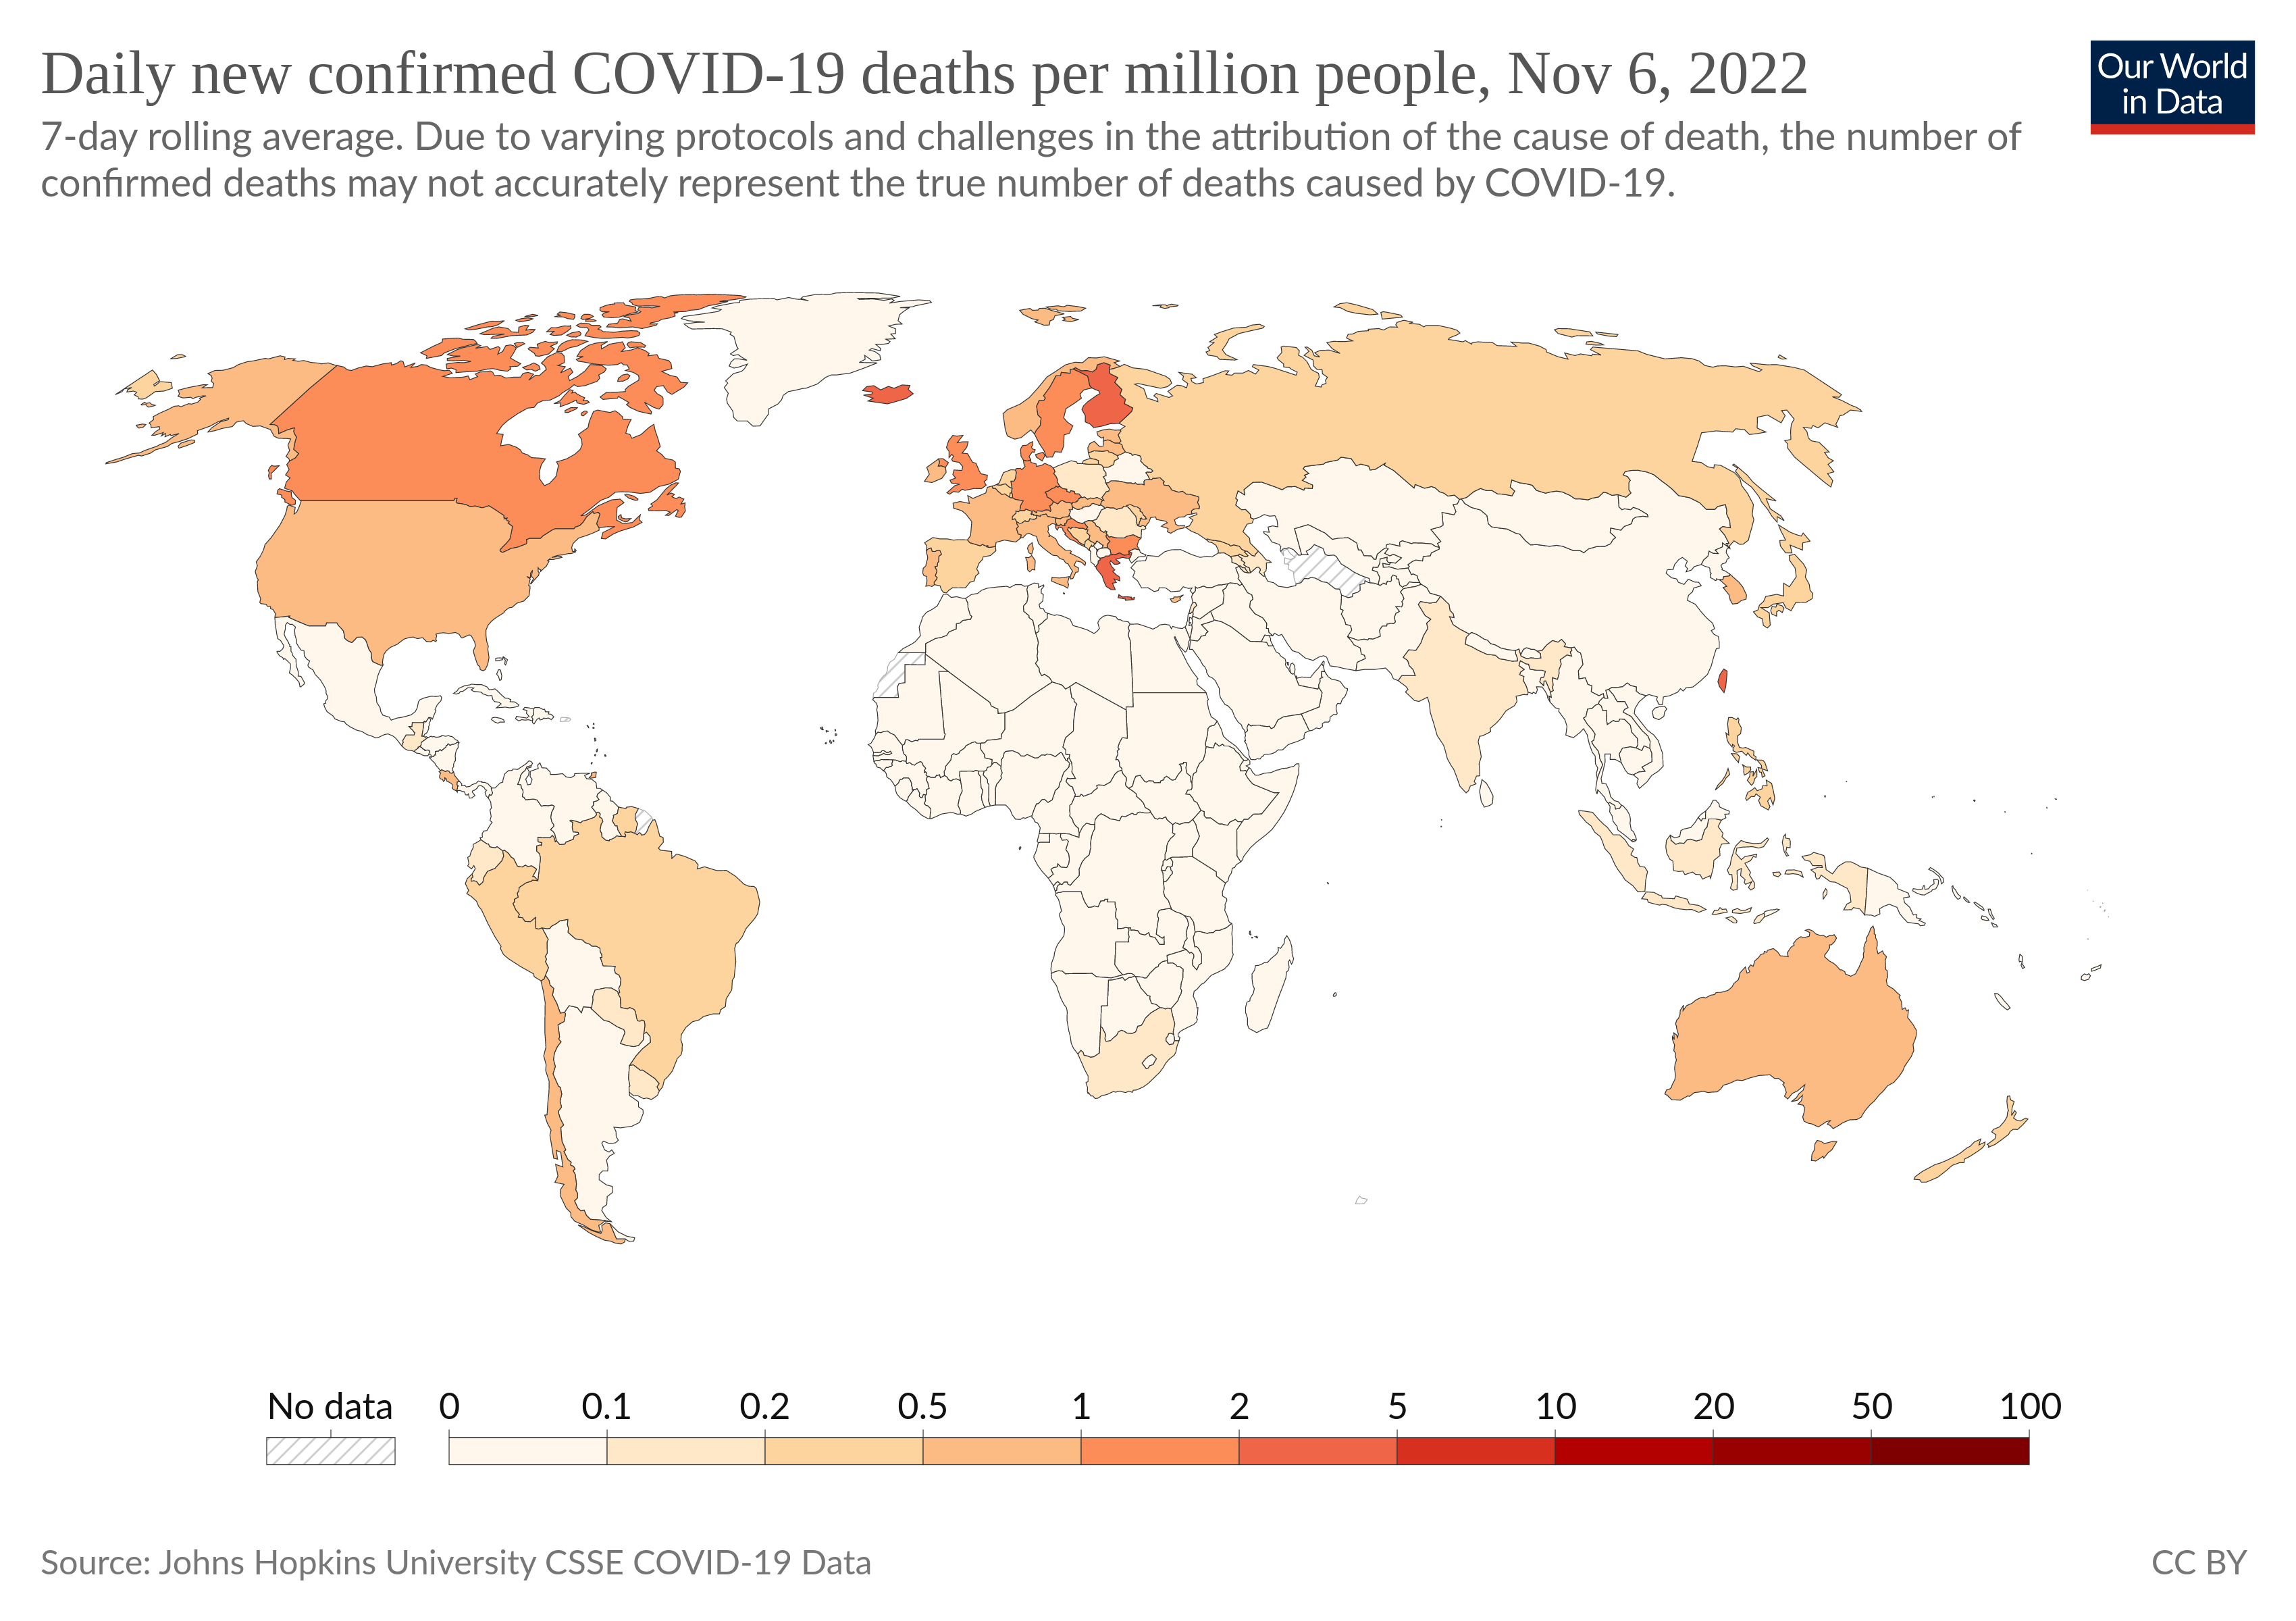 Daily new confirmed COVID-19 deaths per million people, Nov 6, 2022
Our World
in Data
7-day rolling average. Due to varying protocols and challenges in the attribution of the cause of death, the number of
confirmed deaths may not accurately represent the true number of deaths caused by COVID-19.
No data 0 0.1 0.2 0.5 1 2 5 10 20 50 100
Source: Johns Hopkins University CSSE COVID-19 Data
CC BY